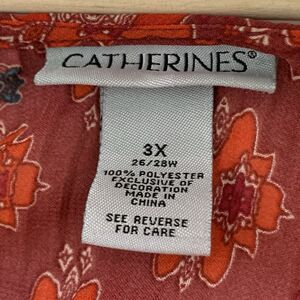 CATHERINES®
3X
26/28W
100% POLYESTER
EXCLUSIVE OF
DECORATION
MADE IN
CHINA
SEE REVERSE
FOR CARE